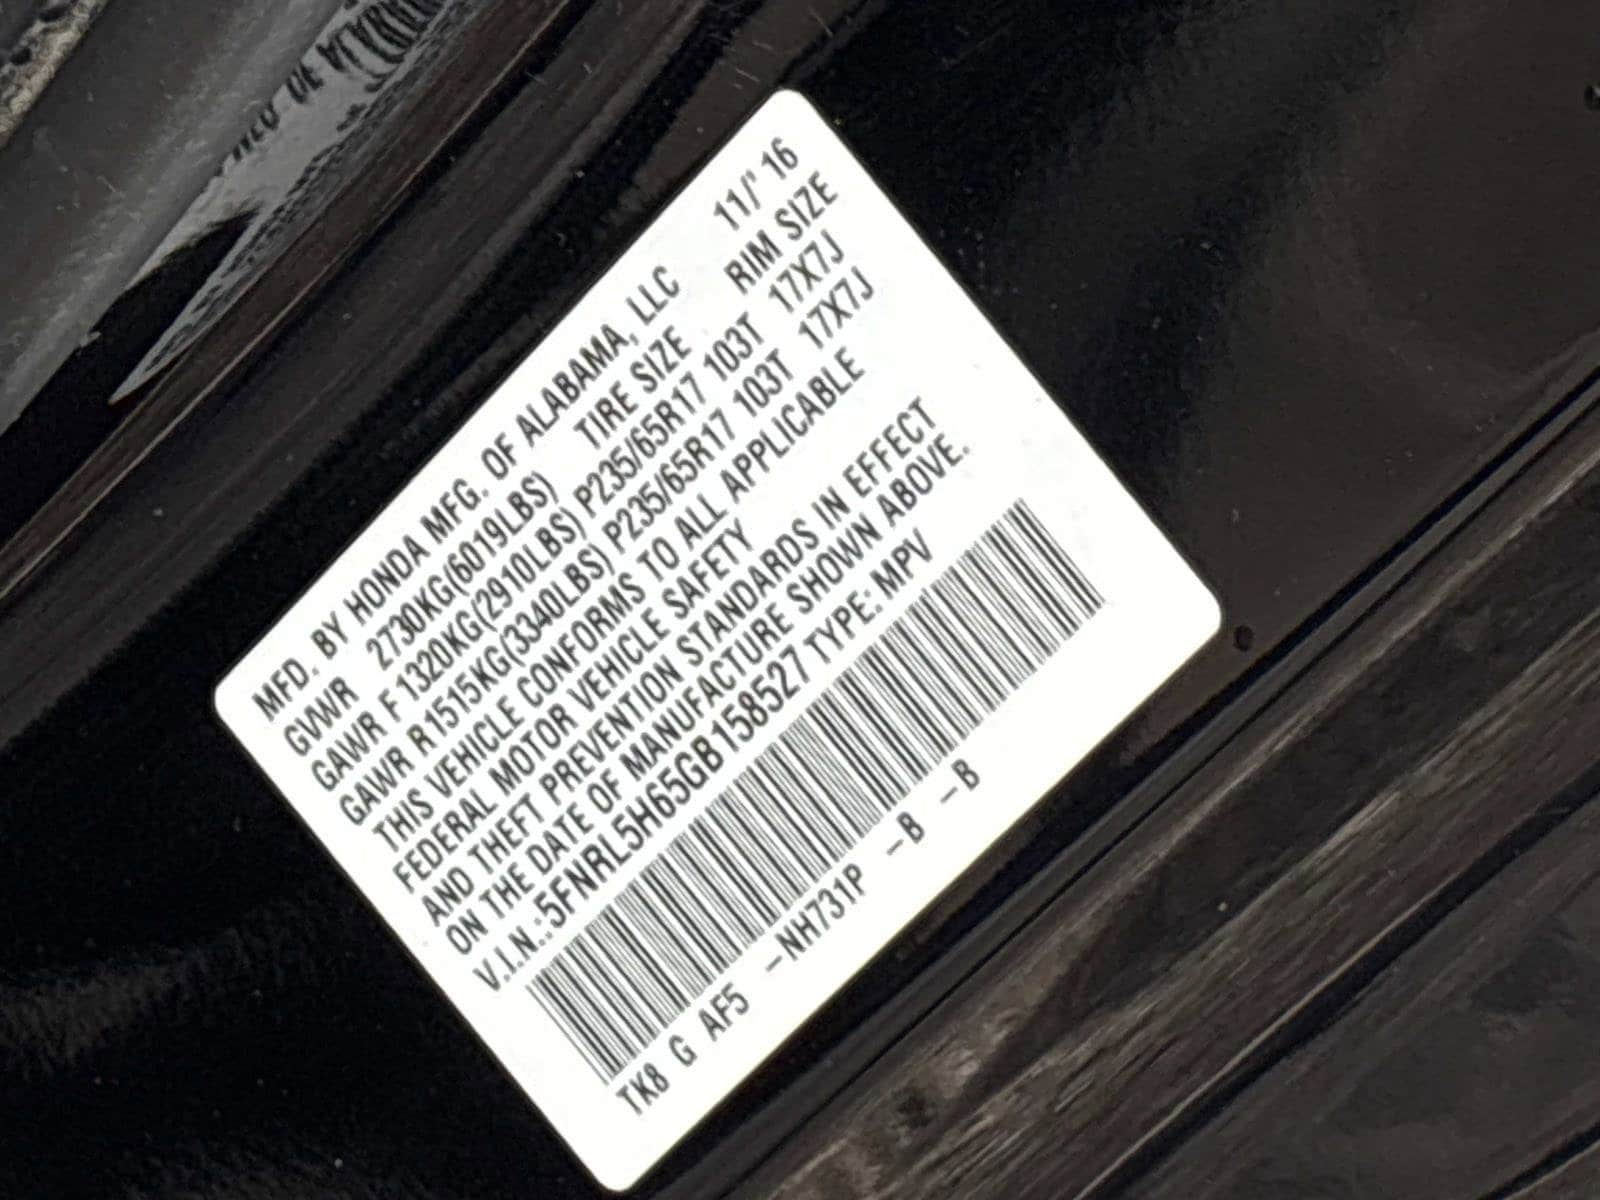 MFD. BY HONDA MFG. OF ALABAMA, LLC 11/' 16
GVWR 2730KG(6019LBS) TIRE SIZE RIM SIZE
GAWR F 1320KG(2910LBS) P235/65R17 103T 17X7J
GAWR R1515KG(3340LBS) P235/65R17 103T 17X7J
THIS VEHICLE CONFORMS TO ALL APPLICABLE
FEDERAL MOTOR VEHICLE SAFETY
AND THEFT PREVENTION STANDARDS IN EFFECT
ON THE DATE OF MANUFACTURE SHOWN ABOVE.
V.I.N.:5FNRL5H65GB158527 TYPE: MPV
TK8 G AF5 -NH731P -B -B